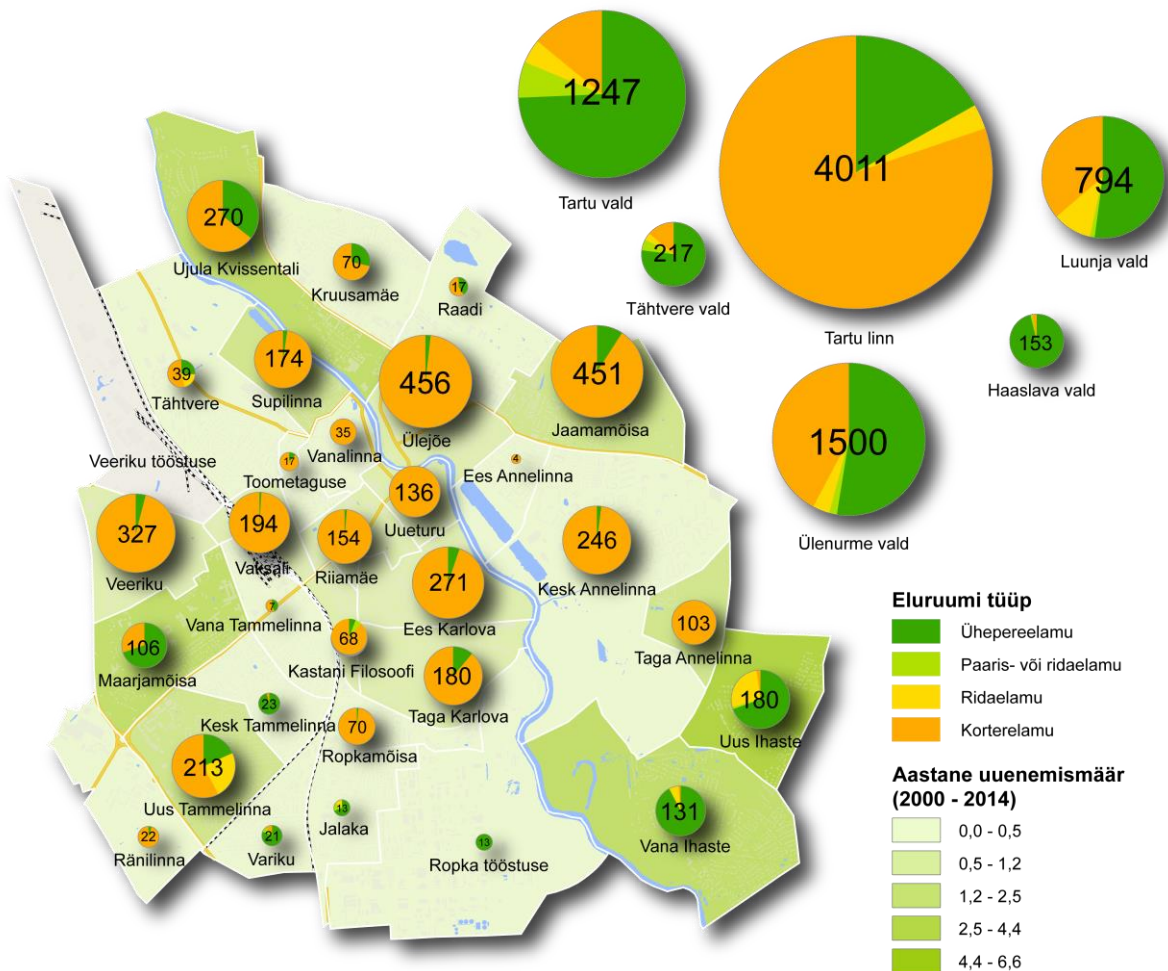 1247
Tartu vald
4011
Tartu linn
794
Luunja vald
217
Tähtvere vald
153
Haaslava vald
1500
Ülenurme vald
270
Ujula Kvissentali
70
Kruusamäe
17
Raadi
39
Tähtvere
174
Supilinna
456
Ülejõe
451
Jaamamõisa
35
Vanalinna
17
Toometaguse
4
Ees Annelinna
Veeriku tööstuse
327
Veeriku
194
Vaksali
154
Riiamäe
136
Uueturu
246
Kesk Annelinna
271
Ees Karlova
7
Vana Tammelinna
68
Kastani Filosoofi
106
Maarjamõisa
103
Taga Annelinna
180
Taga Karlova
180
Uus Ihaste
23
Kesk Tammelinna
70
Ropkamõisa
213
Uus Tammelinna
131
Vana Ihaste
13
Jalaka
22
Ränilinna
21
Variku
13
Ropka tööstuse
Eluruumi tüüp
Ühepereelamu
Paaris- või ridaelamu
Ridaelamu
Korterelamu
Aastane uuenemismäär
(2000 - 2014)
0,0 - 0,5
0,5 - 1,2
1,2 - 2,5
2,5 - 4,4
4,4 - 6,6